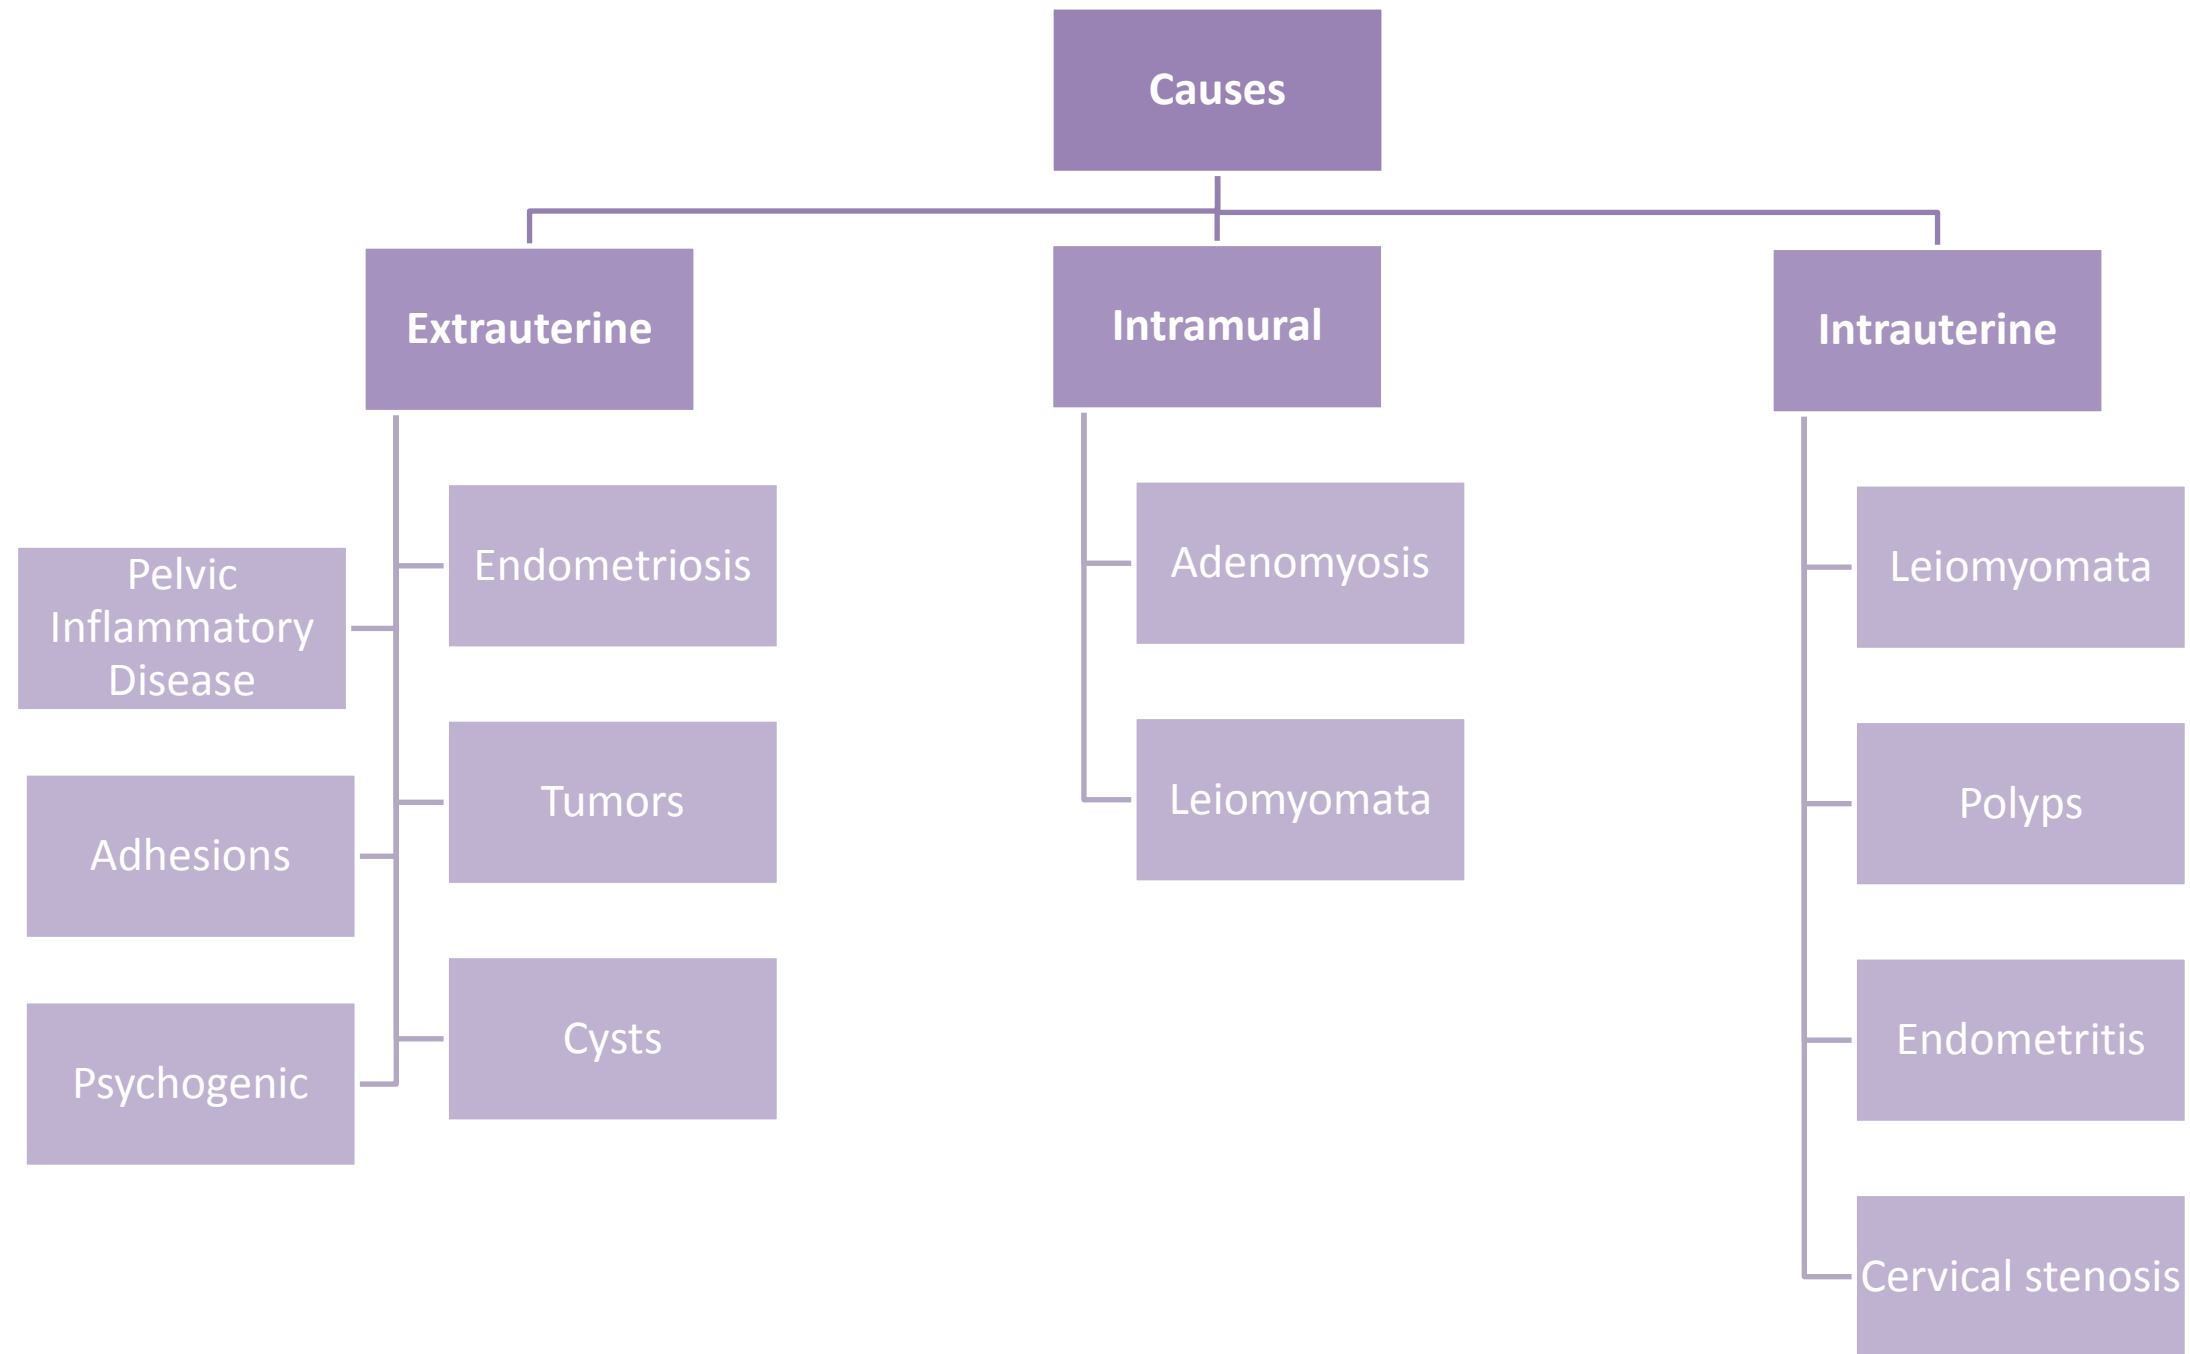 Causes
Extrauterine
Intramural
Intrauterine
Pelvic
Inflammatory
Disease
Adhesions
Psychogenic
Endometriosis
Tumors
Cysts
Adenomyosis
Leiomyomata
Leiomyomata
Polyps
Endometritis
Cervical stenosis